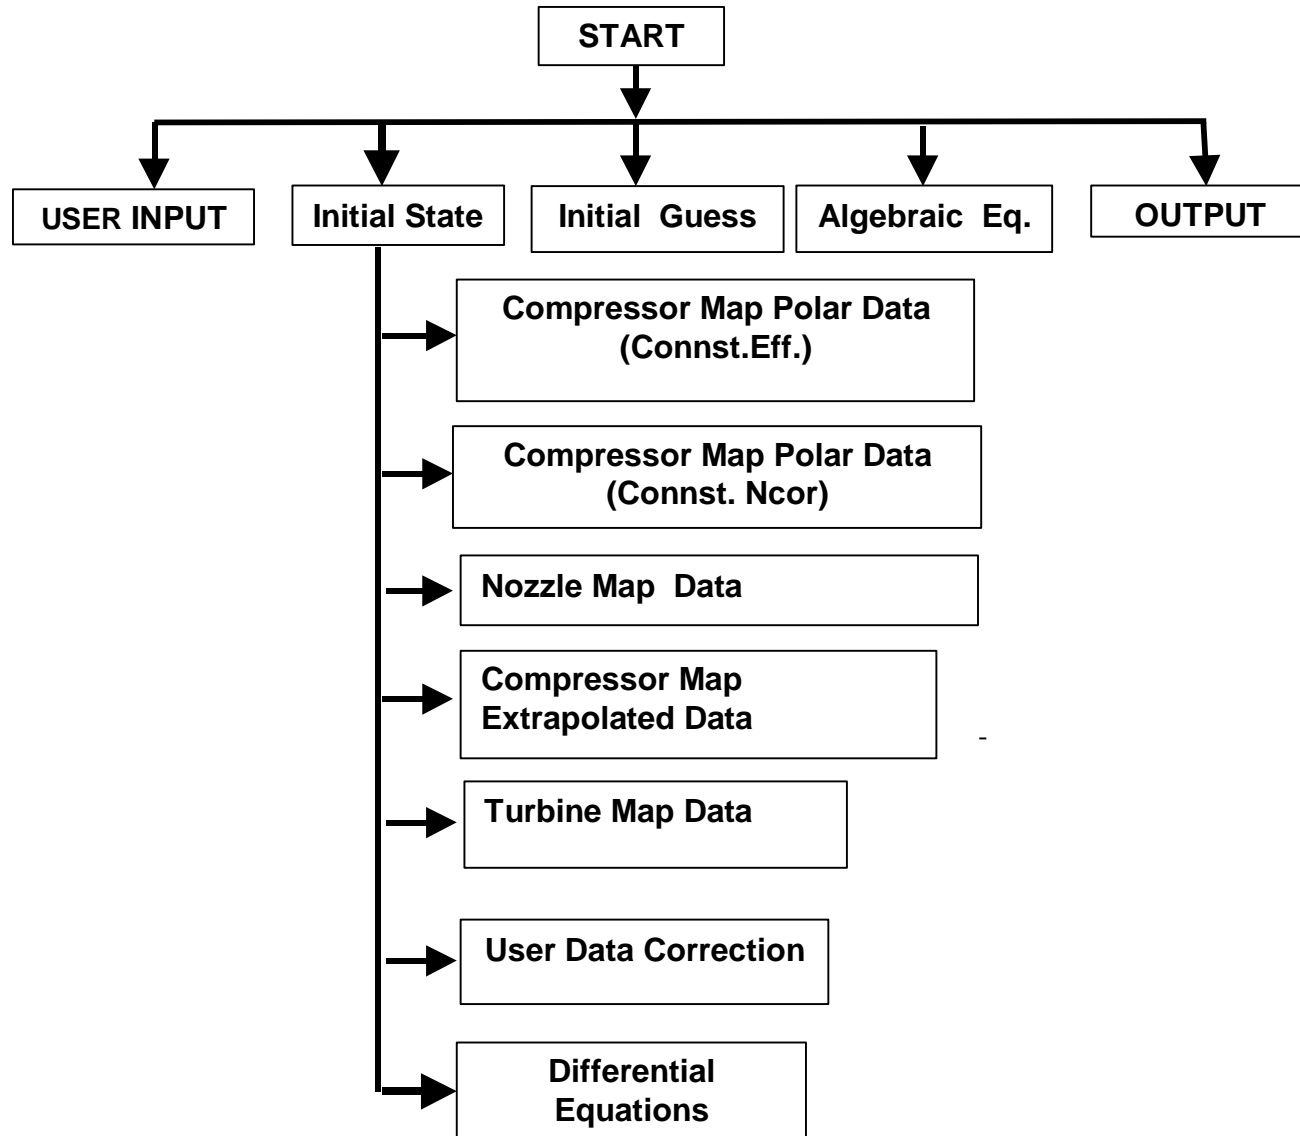 START
USER INPUT
Initial State
Initial Guess
Algebraic Eq.
OUTPUT
Compressor Map Polar Data
(Connst.Eff.)
Compressor Map Polar Data
(Connst. Ncor)
Nozzle Map Data
Compressor Map
Extrapolated Data
-
Turbine Map Data
User Data Correction
Differential
Equations